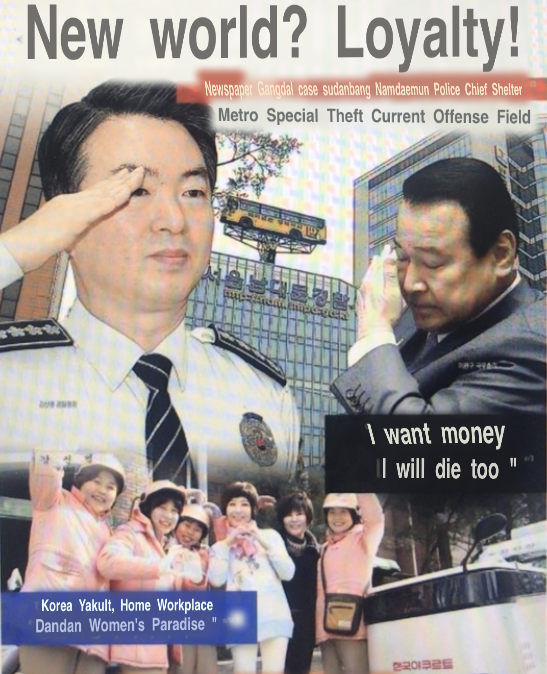 New world? Loyalty!
Newspaper Gangdal case sudanbang Namdaemun Police Chief Shelter
Metro Special Theft Current Offense Field
서울남대문경찰
I want money
I will die too "
Korea Yakult, Home Workplace
Dandan Women's Paradise "
한국야쿠르트